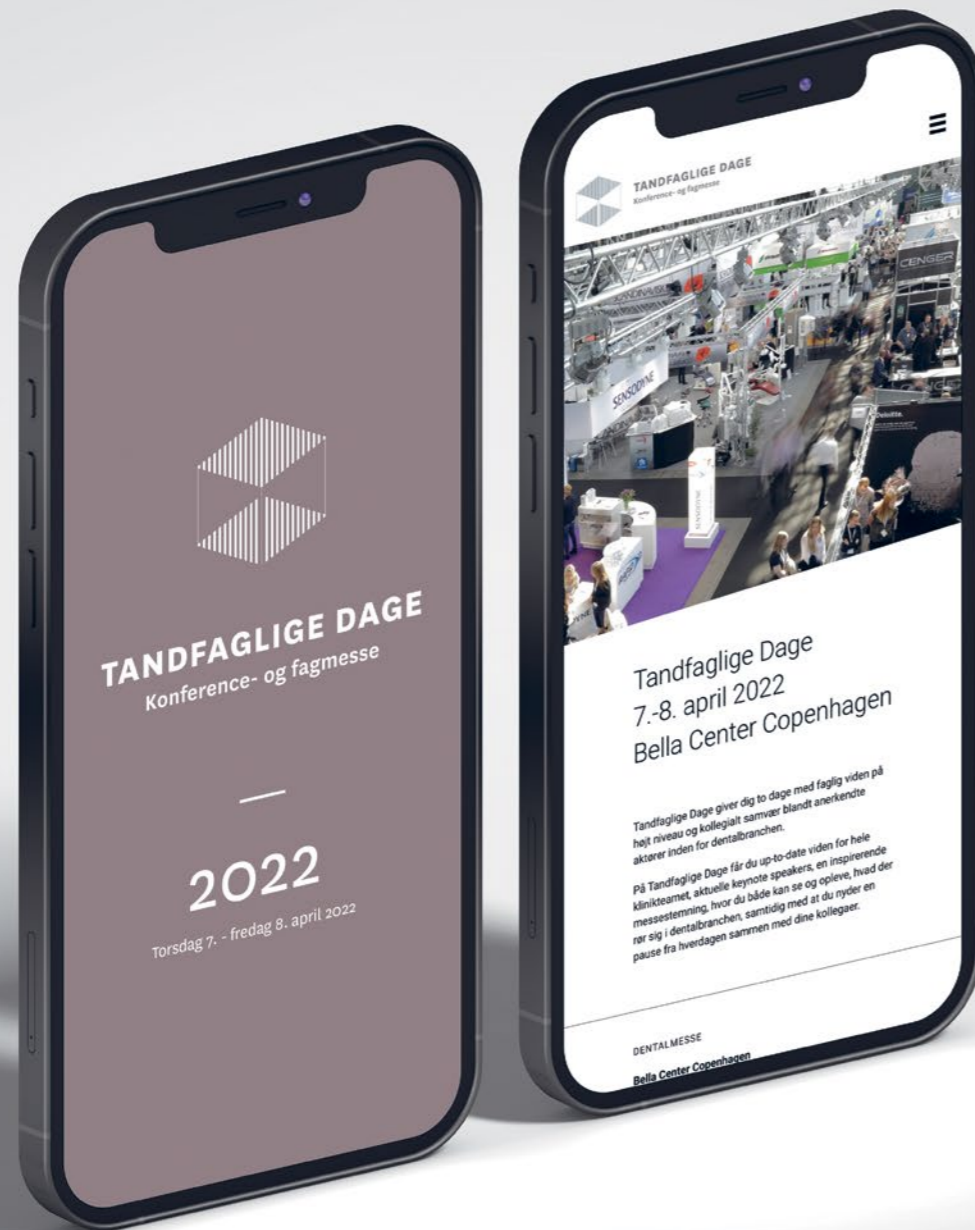 TANDFAGLIGE DAGE
Konference- og fagmesse
2022
Torsdag 7. - fredag 8. april 2022
TANDFAGLIGE DAGE
Konference- og fagmesse
CENGER
SENSODYNE
Deloitte.
SENSODYNE
Tandfaglige Dage
7.-8. april 2022
Bella Center Copenhagen
Tandfaglige Dage giver dig to dage med faglig viden på
højt niveau og kollegialt samvær blandt anerkendte
aktører inden for dentalbranchen.
På Tandfaglige Dage får du up-to-date viden for hele
klinikteamet, aktuelle keynote speakers, en inspirerende
messestemning, hvor du både kan se og opleve, hvad der
rør sig i dentalbranchen, samtidig med at du nyder en
pause fra hverdagen sammen med dine kollegaer.
DENTALMESSE
Bella Center Copenhagen